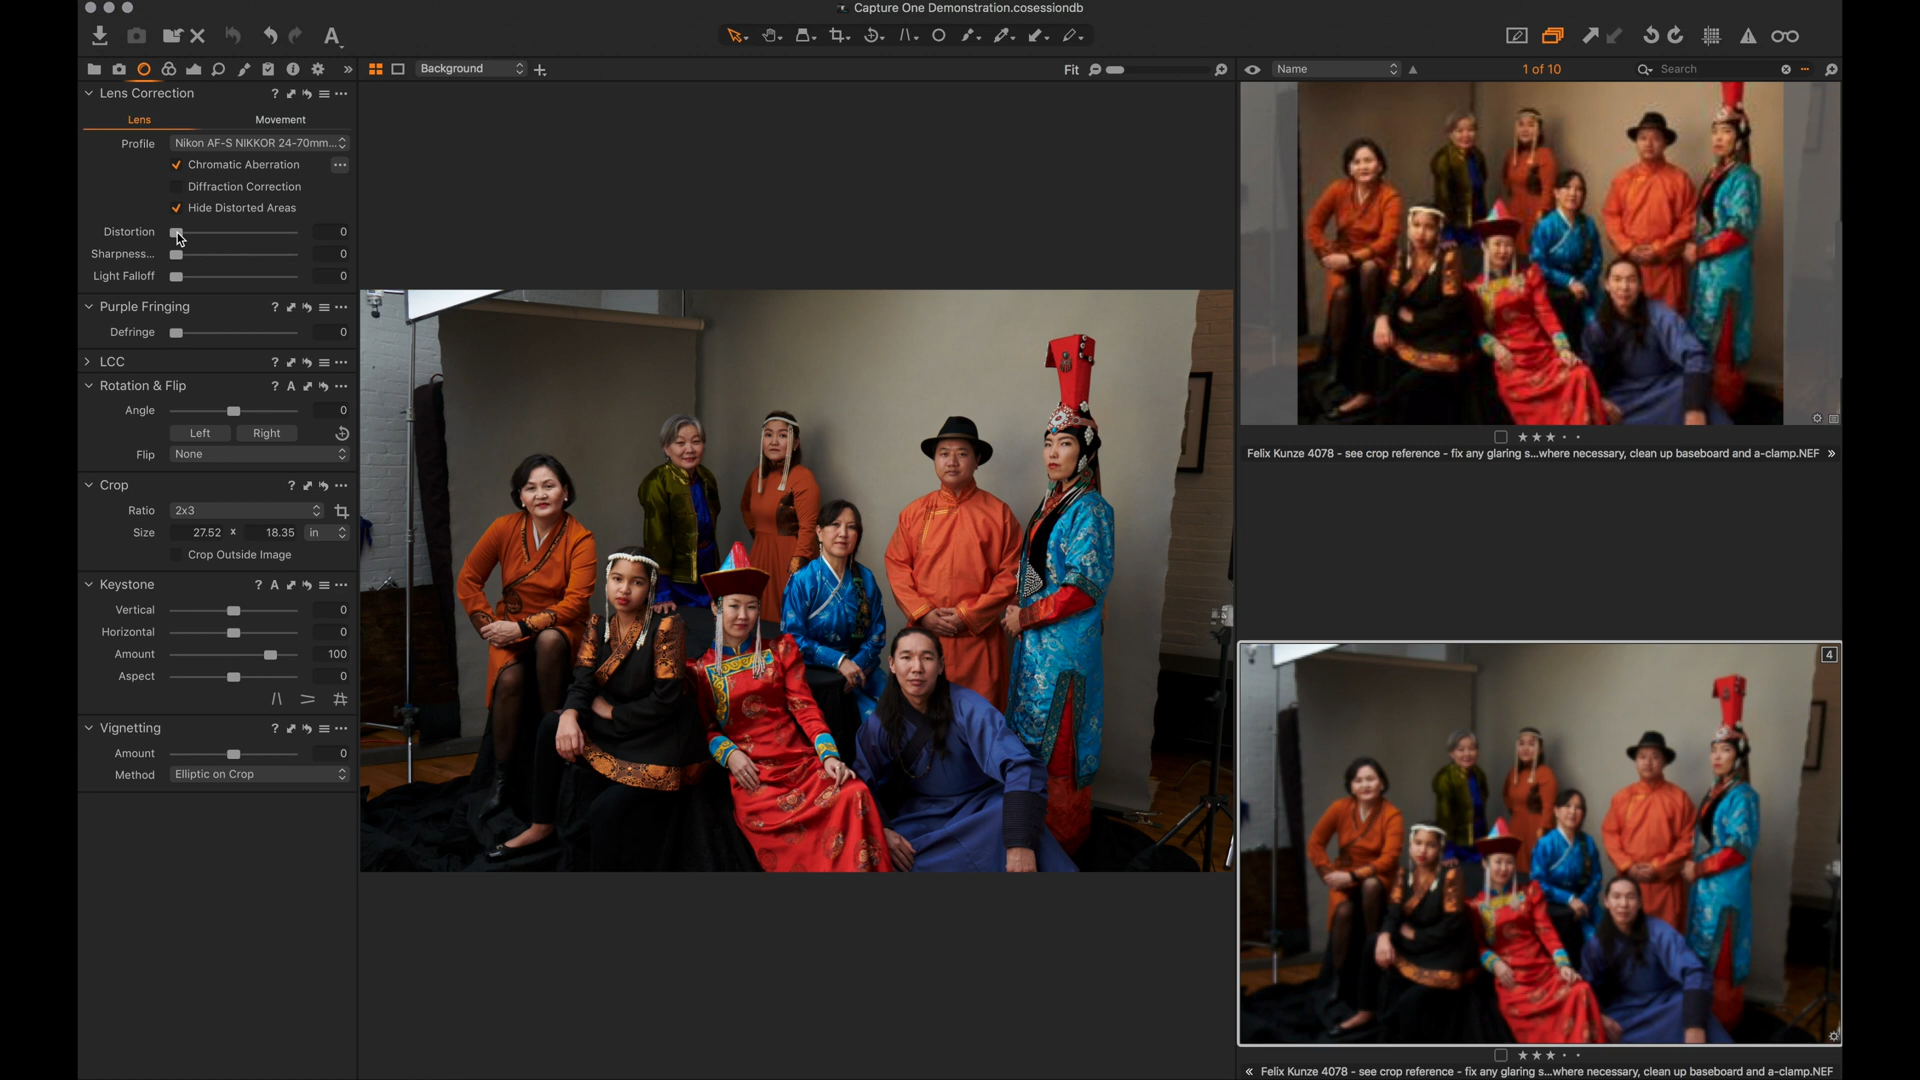 Capture One Demonstration.cosessiondb
Background
Fit
Name
1 of 10
Search
Lens Correction
Lens
Movement
Profile
Nikon AF-S NIKKOR 24-70mm...
Chromatic Aberration
Diffraction Correction
Hide Distorted Areas
Distortion
0
Sharpness...
0
Light Falloff
0
Purple Fringing
Defringe
0
LCC
Rotation & Flip
Angle
0
Left
Right
Flip
None
Crop
Ratio
2x3
Size
27.52 x 18.35 in
Crop Outside Image
Keystone
Vertical
0
Horizontal
0
Amount
100
Aspect
0
Vignetting
Amount
0
Method
Elliptic on Crop
Felix Kunze 4078 - see crop reference - fix any glaring s...where necessary, clean up baseboard and a-clamp.NEF
4
Felix Kunze 4078 - see crop reference - fix any glaring s...where necessary, clean up baseboard and a-clamp.NEF